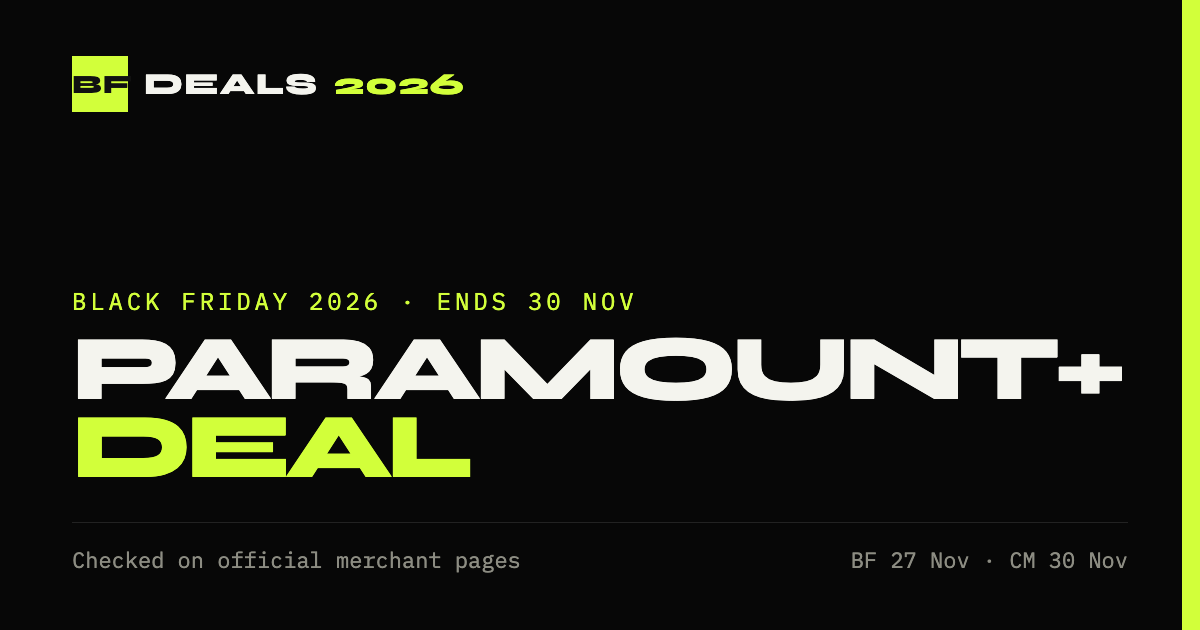 BF DEALS 2026
BLACK FRIDAY 2026 · ENDS 30 NOV
PARAMOUNT+
DEAL
Checked on official merchant pages
BF 27 Nov · CM 30 Nov